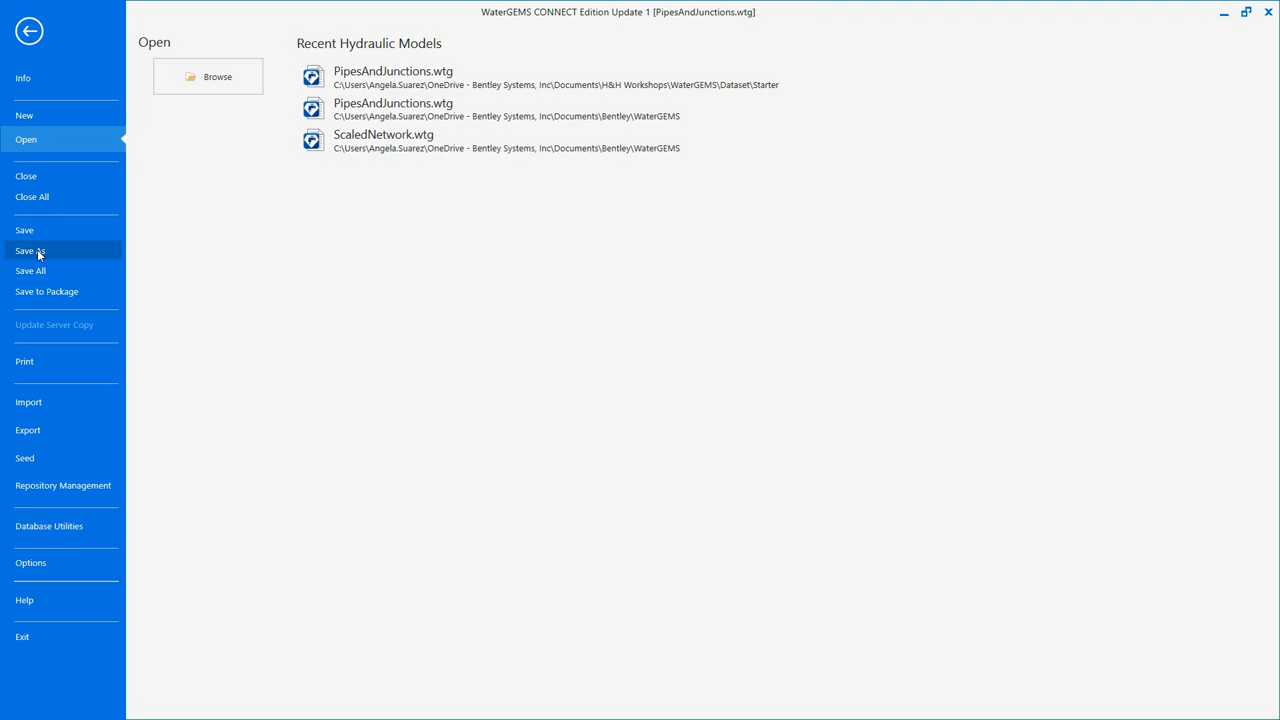 WaterGEMS CONNECT Edition Update 1 [PipesAndJunctions.wtg]
Info
New
Open
Close
Close All
Save
Save As
Save All
Save to Package
Update Server Copy
Print
Import
Export
Seed
Repository Management
Database Utilities
Options
Help
Exit
Open
Browse
Recent Hydraulic Models
PipesAndJunctions.wtg
C:\Users\Angela.Suarez\OneDrive - Bentley Systems, Inc\Documents\H&H Workshops\WaterGEMS\Dataset\Starter
PipesAndJunctions.wtg
C:\Users\Angela.Suarez\OneDrive - Bentley Systems, Inc\Documents\Bentley\WaterGEMS
ScaledNetwork.wtg
C:\Users\Angela.Suarez\OneDrive - Bentley Systems, Inc\Documents\Bentley\WaterGEMS